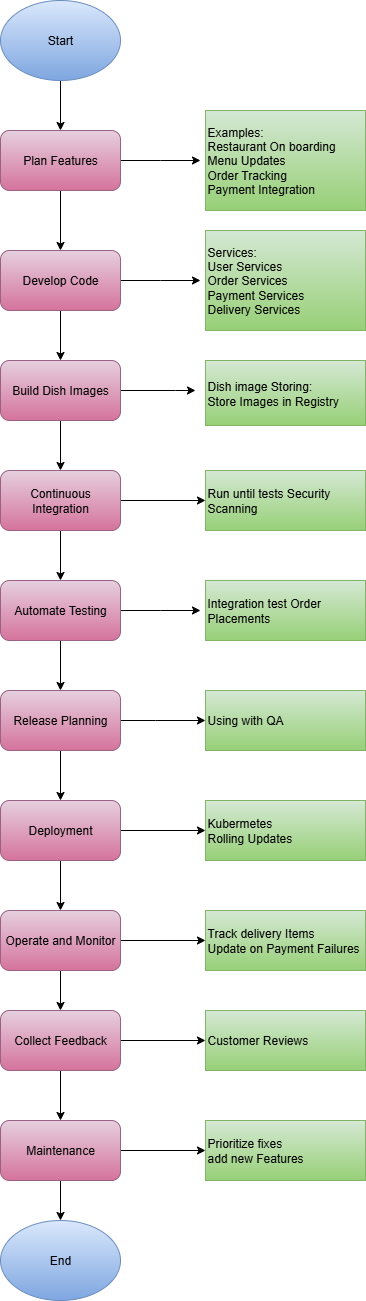 Start
Plan Features
Examples:
Restaurant On boarding
Menu Updates
Order Tracking
Payment Integration
Develop Code
Services:
User Services
Order Services
Payment Services
Delivery Services
Build Dish Images
Dish image Storing:
Store Images in Registry
Continuous
Integration
Run until tests Security
Scanning
Automate Testing
Integration test Order
Placements
Release Planning
Using with QA
Deployment
Kubernetes
Rolling Updates
Operate and Monitor
Track delivery Items
Update on Payment Failures
Collect Feedback
Customer Reviews
Maintenance
Prioritize fixes
add new Features
End